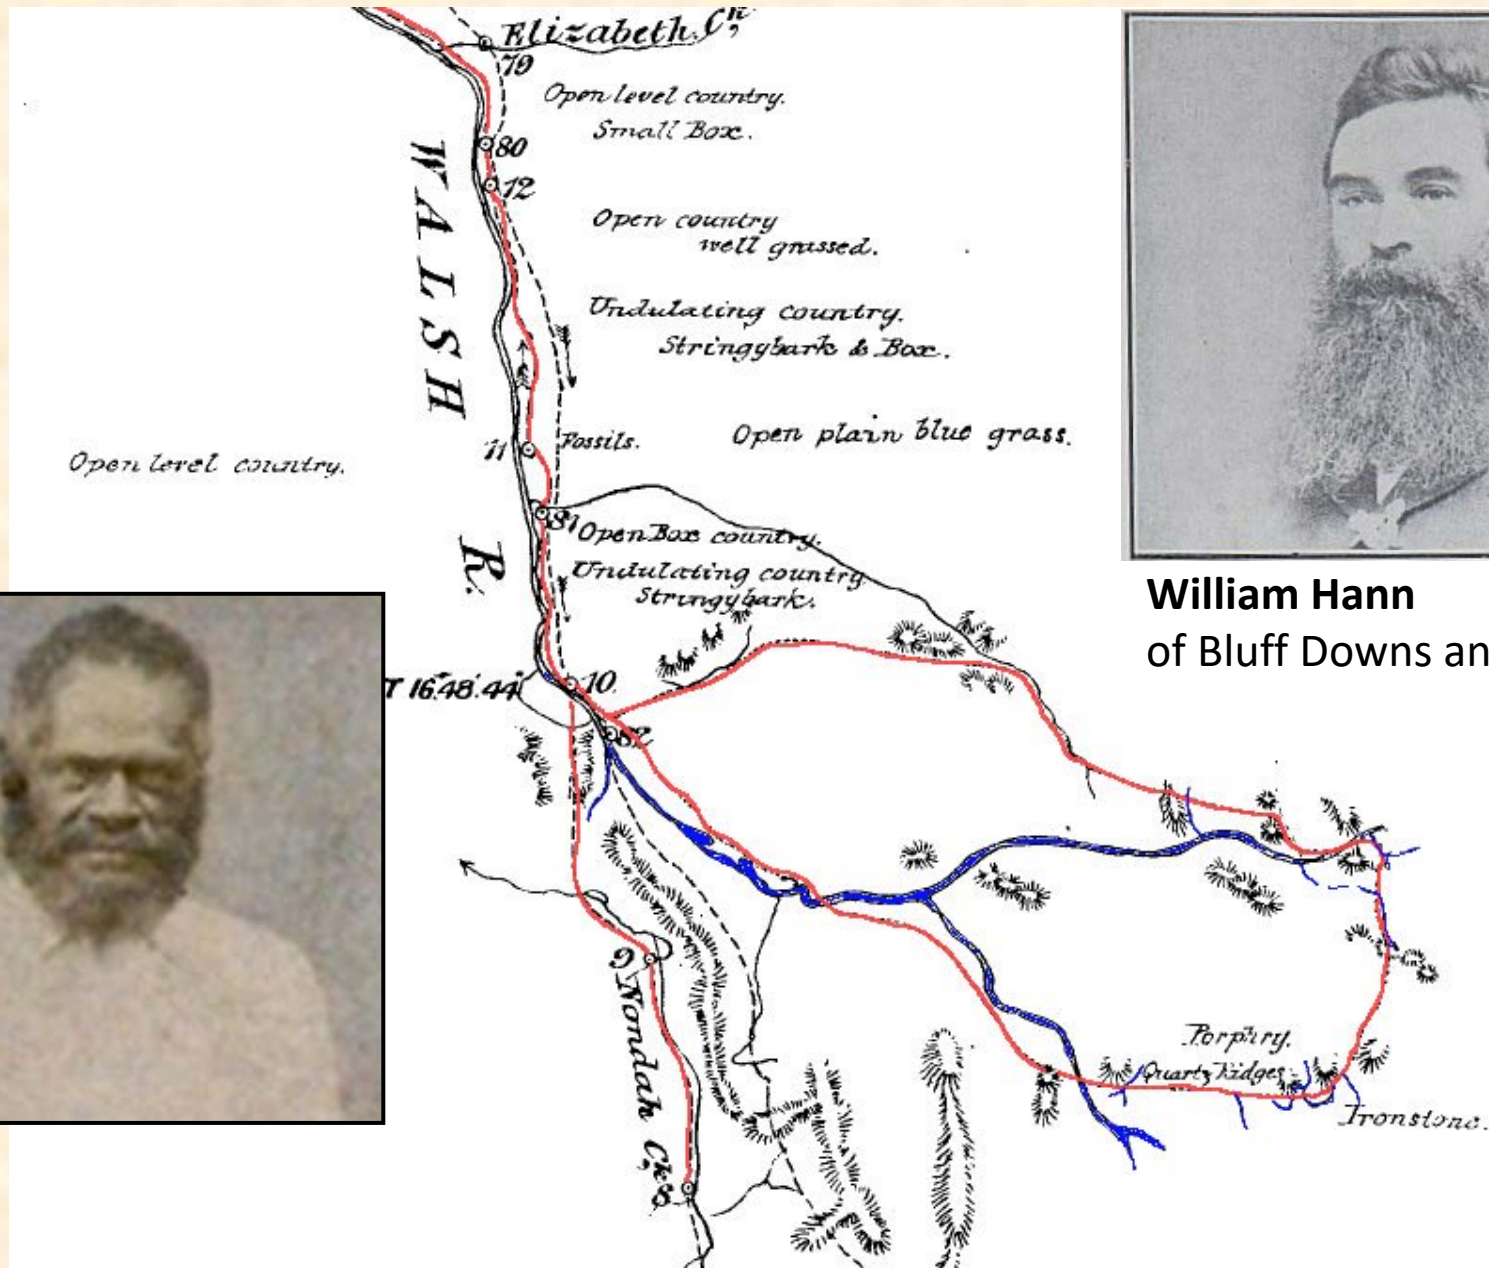 Elizabeth Ck,
79
Open level country.
Small Box.
80
12
WALSH R.
Open country
well grassed.
Undulating country.
Stringybark & Box.
11
Fossils.
Open plain blue grass.
Open level country.
81
Open Box country.
Undulating country
Stringybark.
William Hann
of Bluff Downs an
T 16°48'44"
10
82
9
Nondah Ck,
8
Porphry.
Quartz Ridges
Ironstone.